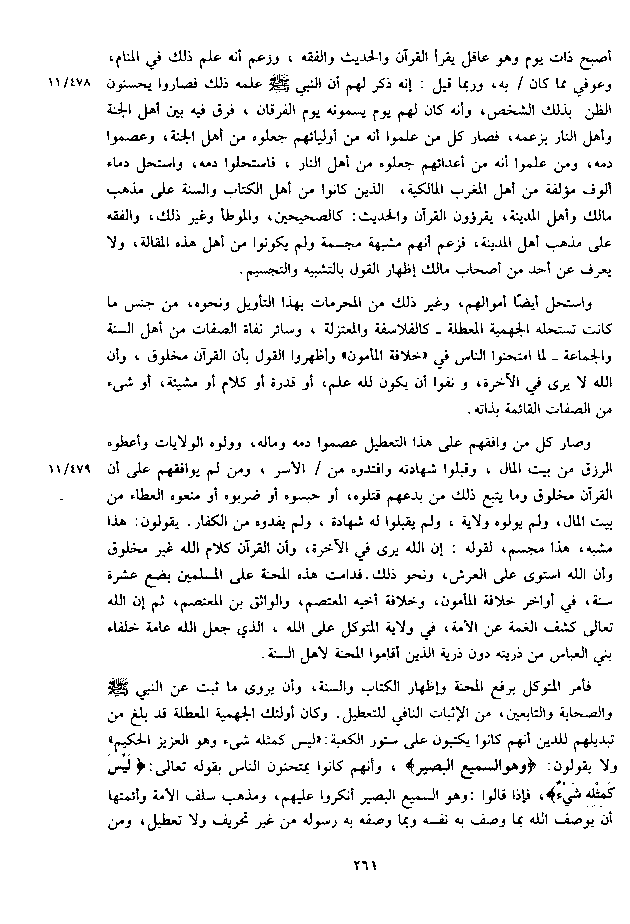 أصبح ذات يوم وهو عاقل يقرأ القرآن والحديث والفقه ، وزعم أنه علم ذلك في المنام،
وعوفي مما كان / به، وربما قيل : إنه ذكر لهم أن النبي ﷺ علمه ذلك فصاروا يحسنون ١١/٤٧٨
الظن بذلك الشخص، وأنه كان لهم يوم يسمونه يوم الفرقان ، فرق فيه بين أهل الجنة
وأهل النار بزعمه، فصار كل من علموا أنه من أوليائهم جعلوه من أهل الجنة، وعصموا
دمه، ومن علموا أنه من أعدائهم جعلوه من أهل النار ، فاستحلوا دمه، واستحل دماء
ألوف مؤلفة من أهل المغرب المالكية، الذين كانوا من أهل الكتاب والسنة على مذهب
مالك وأهل المدينة، يقرؤون القرآن والحديث: كالصحيحين، والموطأ وغير ذلك، والفقه
على مذهب أهل المدينة، فزعم أنهم مشبهة مجسمة ولم يكونوا من أهل هذه المقالة، ولا
يعرف عن أحد من أصحاب مالك إظهار القول بالتشبيه والتجسيم.
واستحل أيضًا أموالهم، وغير ذلك من المحرمات بهذا التأويل ونحوه، من جنس ما
كانت تستحله الجهمية المعطلة ـ كالفلاسفة والمعتزلة ، وسائر نفاة الصفات من أهل السنة
والجماعة ـ لما امتحنوا الناس في «خلافة المأمون» وأظهروا القول بأن القرآن مخلوق ، وأن
الله لا يرى في الآخرة، و نفوا أن يكون لله علم، أو قدرة أو كلام أو مشيئة، أو شىء
من الصفات القائمة بذاته.
وصار كل من وافقهم على هذا التعطيل عصموا دمه وماله، وولوه الولايات وأعطوه
الرزق من بيت المال ، وقبلوا شهادته وافتدوه من / الأسر ، ومن لم يوافقهم على أن ١١/٤٧٩
القرآن مخلوق وما يتبع ذلك من بدعهم قتلوه، أو حبسوه أو ضربوه أو منعوه العطاء من
بيت المال، ولم يولوه ولاية ، ولم يقبلوا له شهادة ، ولم يفدوه من الكفار. يقولون: هذا
مشبه، هذا مجسم، لقوله : إن الله يرى في الآخرة، وأن القرآن كلام الله غير مخلوق
وأن الله استوى على العرش، ونحو ذلك.فدامت هذه المحنة على المسلمين بضع عشرة
سنة، في أواخر خلافة المأمون، وخلافة أخيه المعتصم، والواثق بن المعتصم، ثم إن الله
تعالى كشف الغمة عن الأمة، في ولاية المتوكل على الله ، الذي جعل الله عامة خلفاء
بني العباس من ذريته دون ذرية الذين أقاموا المحنة لأهل السنة.
فأمر المتوكل برفع المحنة وإظهار الكتاب والسنة، وأن يروى ما ثبت عن النبي ﷺ
والصحابة والتابعين، من الإثبات النافي للتعطيل. وكان أولئك الجهمية المعطلة قد بلغ من
تبديلهم للدين أنهم كانوا يكتبون على ستور الكعبة:«ليس كمثله شىء وهو العزيز الحكيم»
ولا يقولون: ﴿وهوالسميع البصير﴾ ، وأنهم كانوا يمتحنون الناس بقوله تعالى:﴿ لَيْسَ
كَمِثْلِهِ شَيْءٌ﴾، فإذا قالوا :وهو السميع البصير أنكروا عليهم، ومذهب سلف الأمة وأئمتها
أن يوصف الله بما وصف به نفسه وبما وصفه به رسوله من غير تحريف ولا تعطيل، ومن
٢٦١